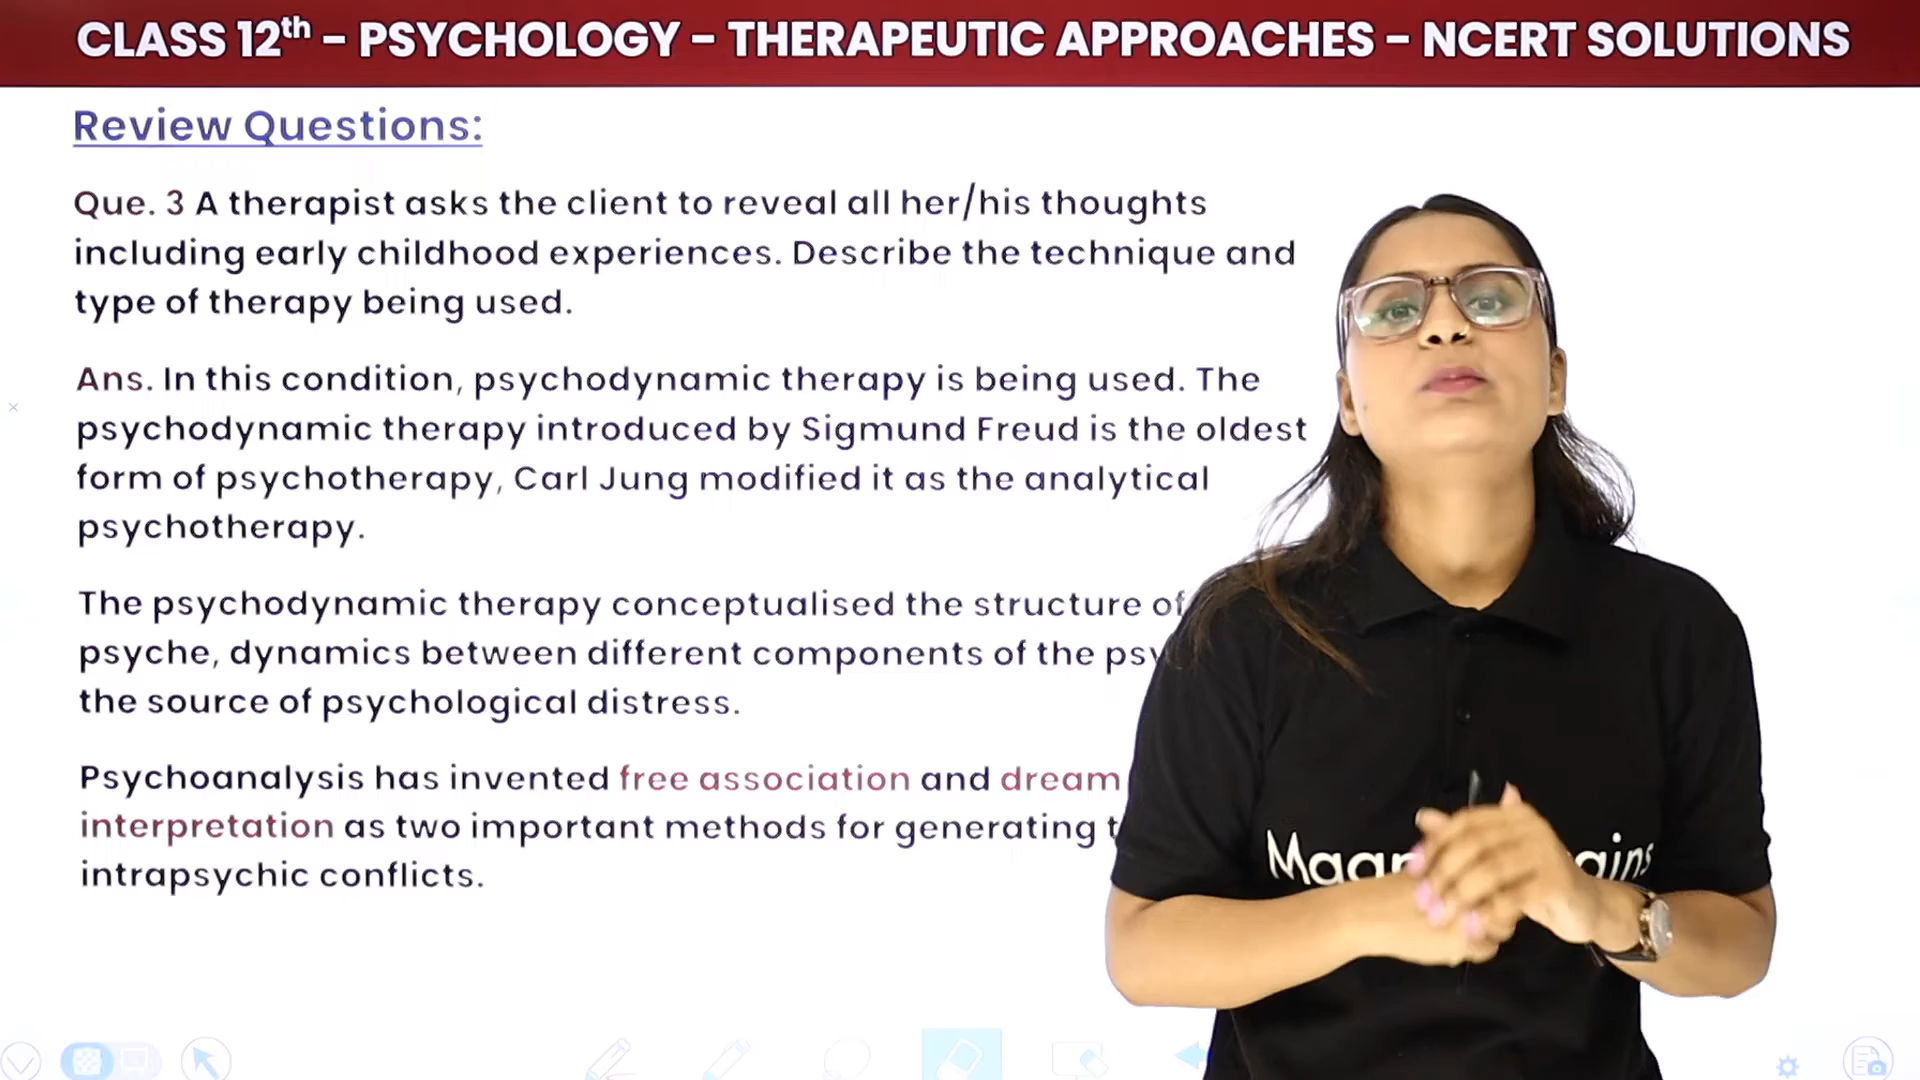 CLASS 12th – PSYCHOLOGY – THERAPEUTIC APPROACHES – NCERT SOLUTIONS
Review Questions:
Que. 3 A therapist asks the client to reveal all her/his thoughts
including early childhood experiences. Describe the technique and
type of therapy being used.
Ans. In this condition, psychodynamic therapy is being used. The
psychodynamic therapy introduced by Sigmund Freud is the oldest
form of psychotherapy, Carl Jung modified it as the analytical
psychotherapy.
The psychodynamic therapy conceptualised the structure of
psyche, dynamics between different components of the
the source of psychological distress.
Psychoanalysis has invented free association and dream
interpretation as two important methods for generating
intrapsychic conflicts.